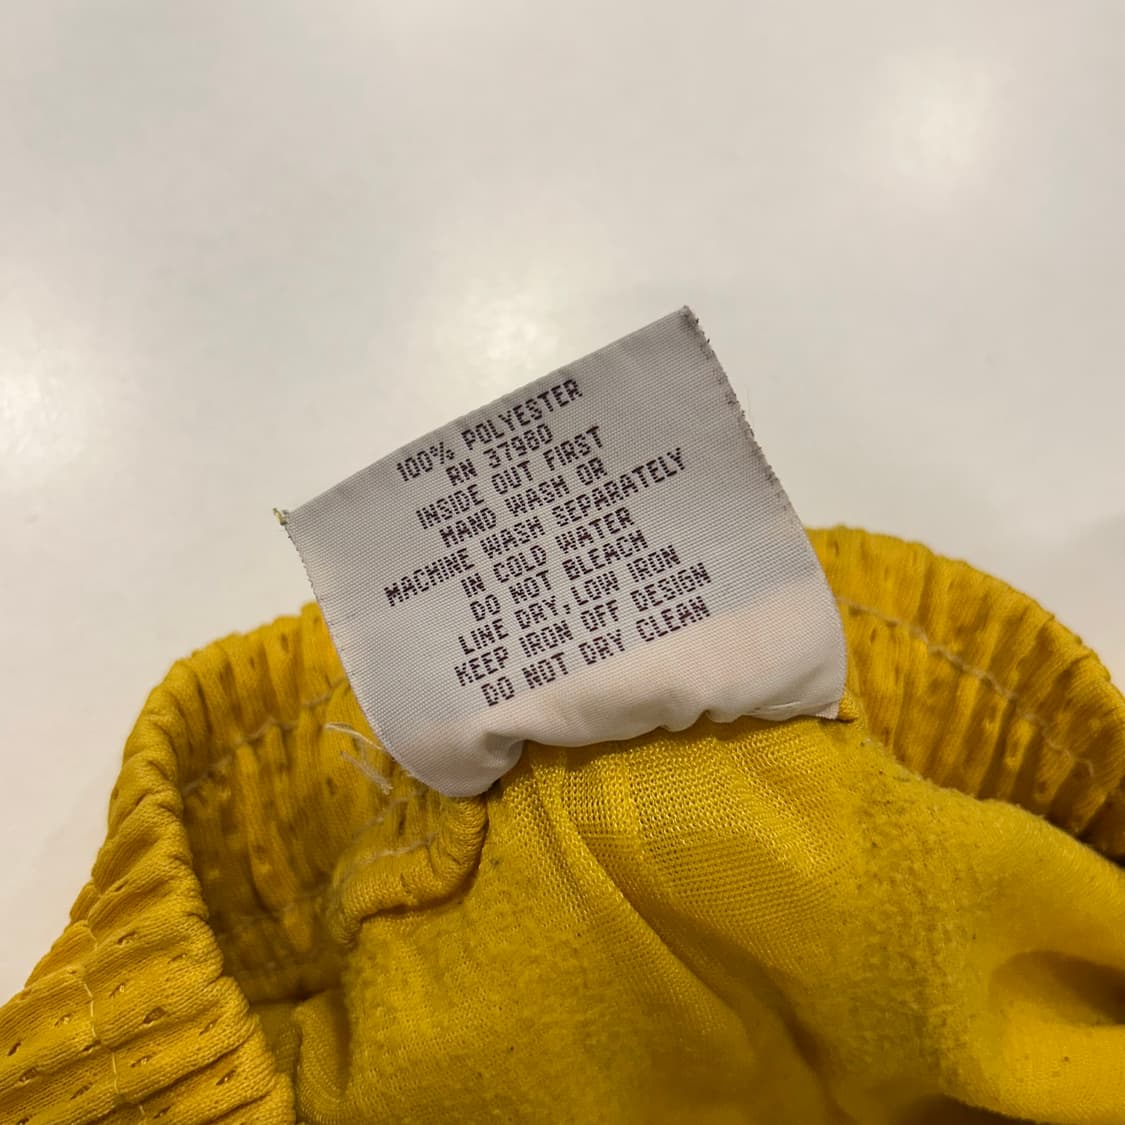 100% POLYESTER
RN 37980
INSIDE OUT FIRST
HAND WASH OR
MACHINE WASH SEPARATELY
IN COLD WATER
DO NOT BLEACH
LINE DRY, LOW IRON
KEEP IRON OFF DESIGN
DO NOT DRY CLEAN